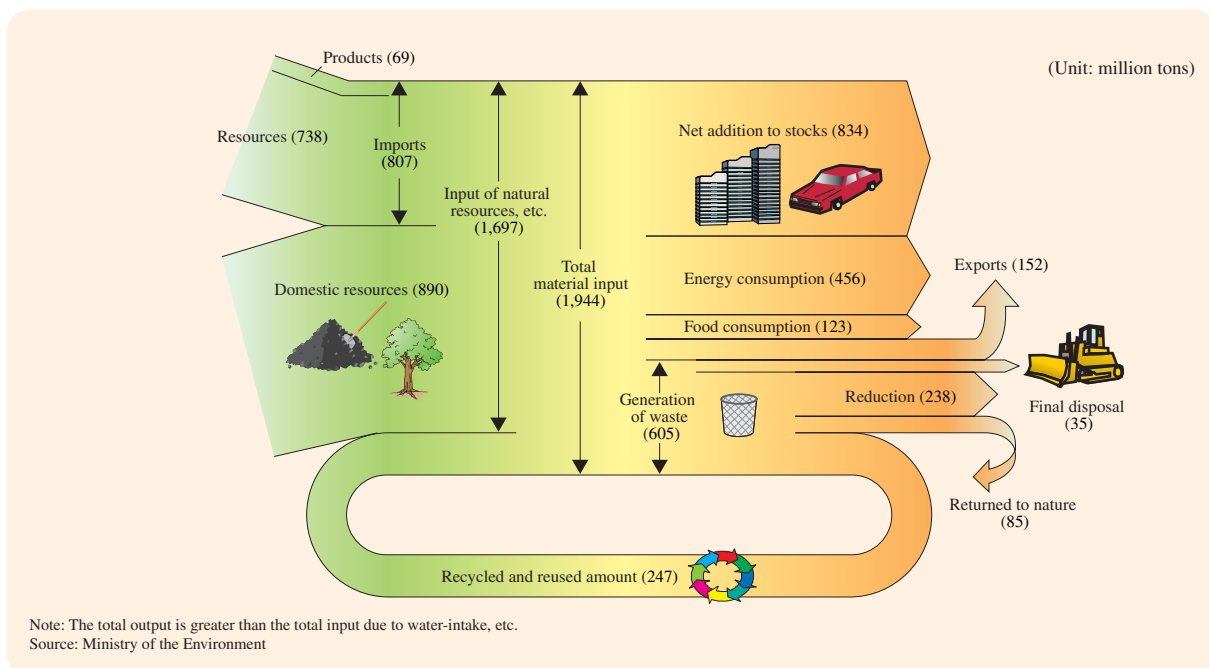 Products (69)
(Unit: million tons)
Resources (738)
Imports
(807)
Net addition to stocks (834)
Input of natural
resources, etc.
(1,697)
Total
material input
(1,944)
Domestic resources (890)
Energy consumption (456)
Exports (152)
Food consumption (123)
Generation
of waste
(605)
Reduction (238)
Final disposal
(35)
Returned to nature
(85)
Recycled and reused amount (247)
Note: The total output is greater than the total input due to water-intake, etc.
Source: Ministry of the Environment